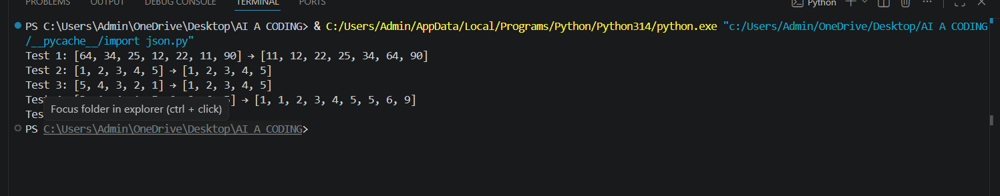 PROBLEMS OUTPUT DEBUG CONSOLE TERMINAL PORTS Python
PS C:\Users\Admin\OneDrive\Desktop\AI A CODING> & C:/Users/Admin/AppData/Local/Programs/Python/Python314/python.exe "c:/Users/Admin/OneDrive/Desktop/AI A CODING
/__pycache__/import json.py"
Test 1: [64, 34, 25, 12, 22, 11, 90] → [11, 12, 22, 25, 34, 64, 90]
Test 2: [1, 2, 3, 4, 5] → [1, 2, 3, 4, 5]
Test 3: [5, 4, 3, 2, 1] → [1, 2, 3, 4, 5]
→ [1, 1, 2, 3, 4, 5, 5, 6, 9]
Focus folder in explorer (ctrl + click)
Tes
PS C:\Users\Admin\OneDrive\Desktop\AI A CODING>